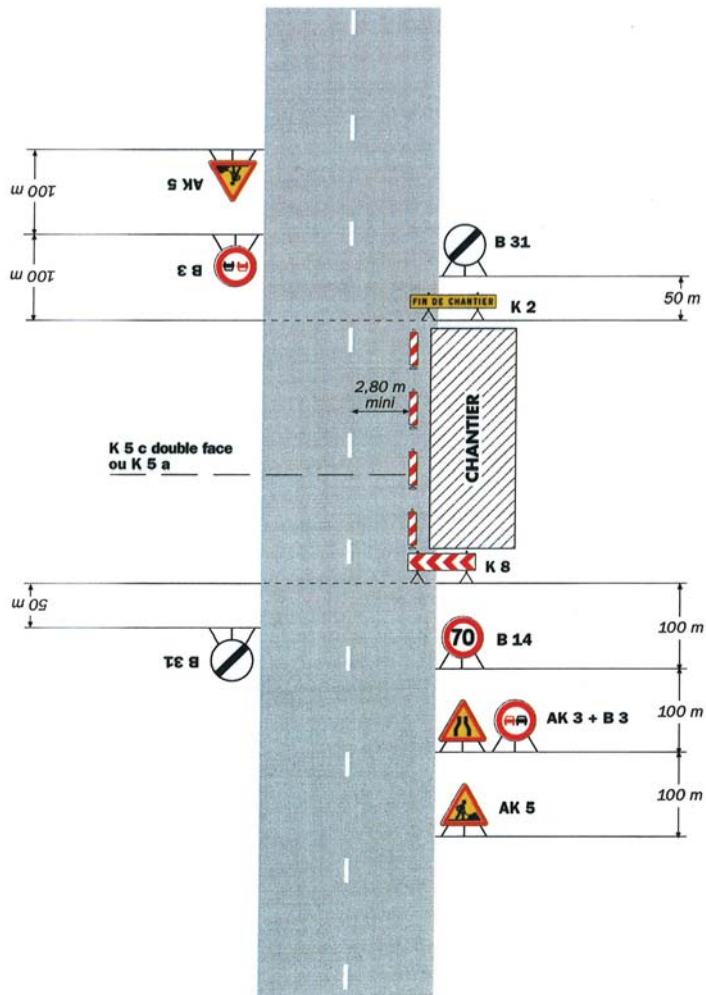 100 m
AK 5
100 m
B 3
B 31
50 m
FIN DE CHANTIER
K 2
2,80 m
mini
CHANTIER
K 5 c double face
ou K 5 a
K 8
50 m
B 31
100 m
70
B 14
100 m
AK 3 + B 3
100 m
AK 5